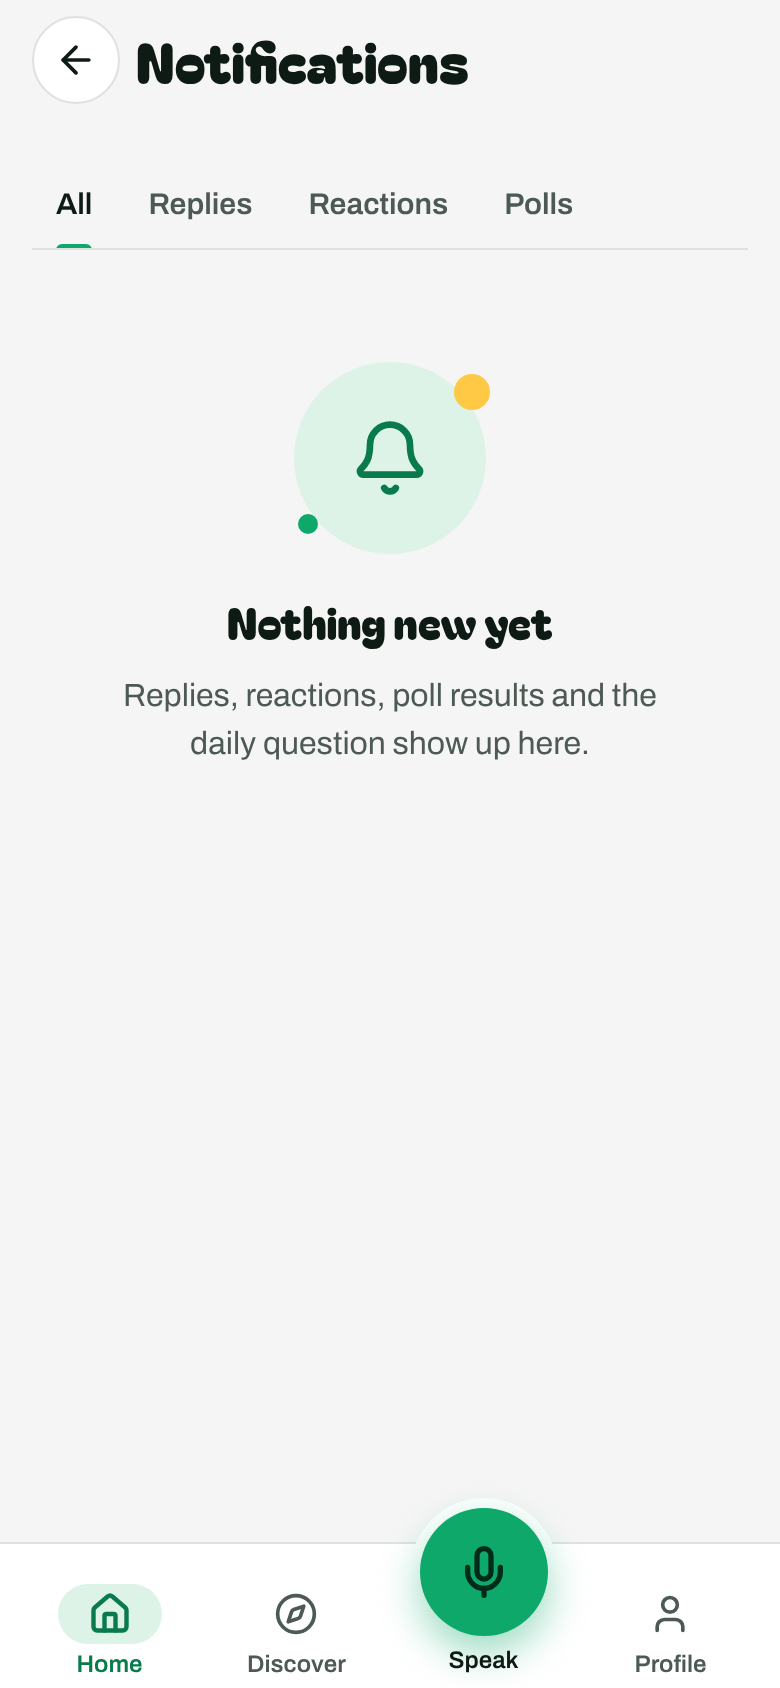 Notifications
All Replies Reactions Polls
Nothing new yet
Replies, reactions, poll results and the
daily question show up here.
Home Discover Speak Profile